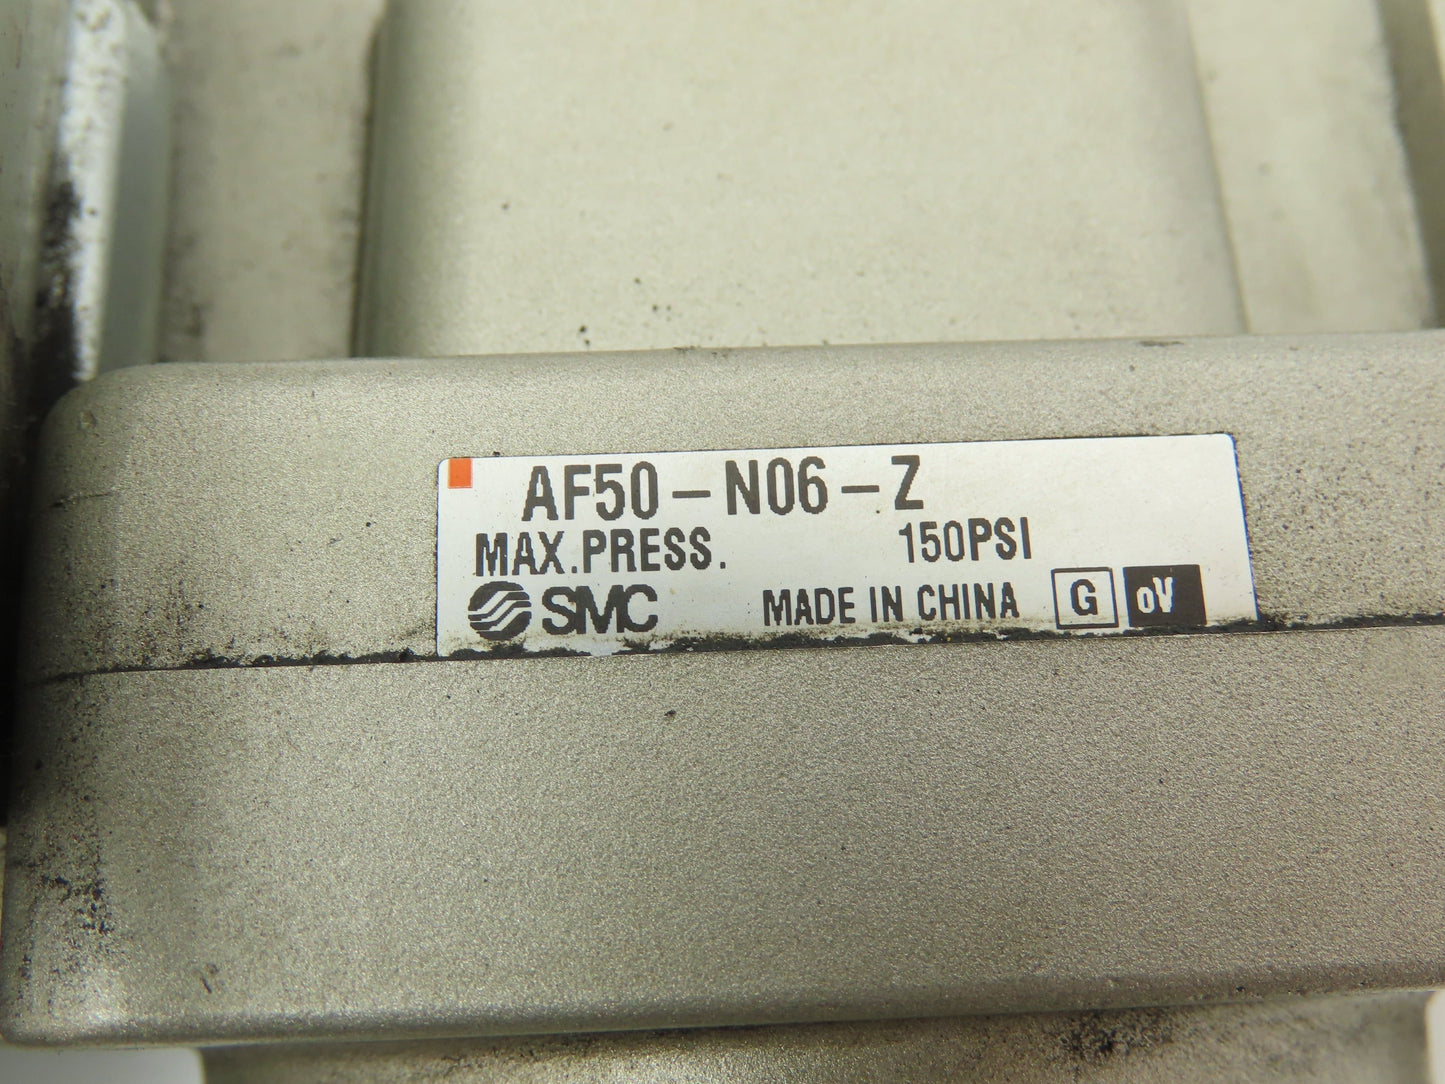 AF50-N06-Z
MAX.PRESS. 150PSI
SMC MADE IN CHINA G oV